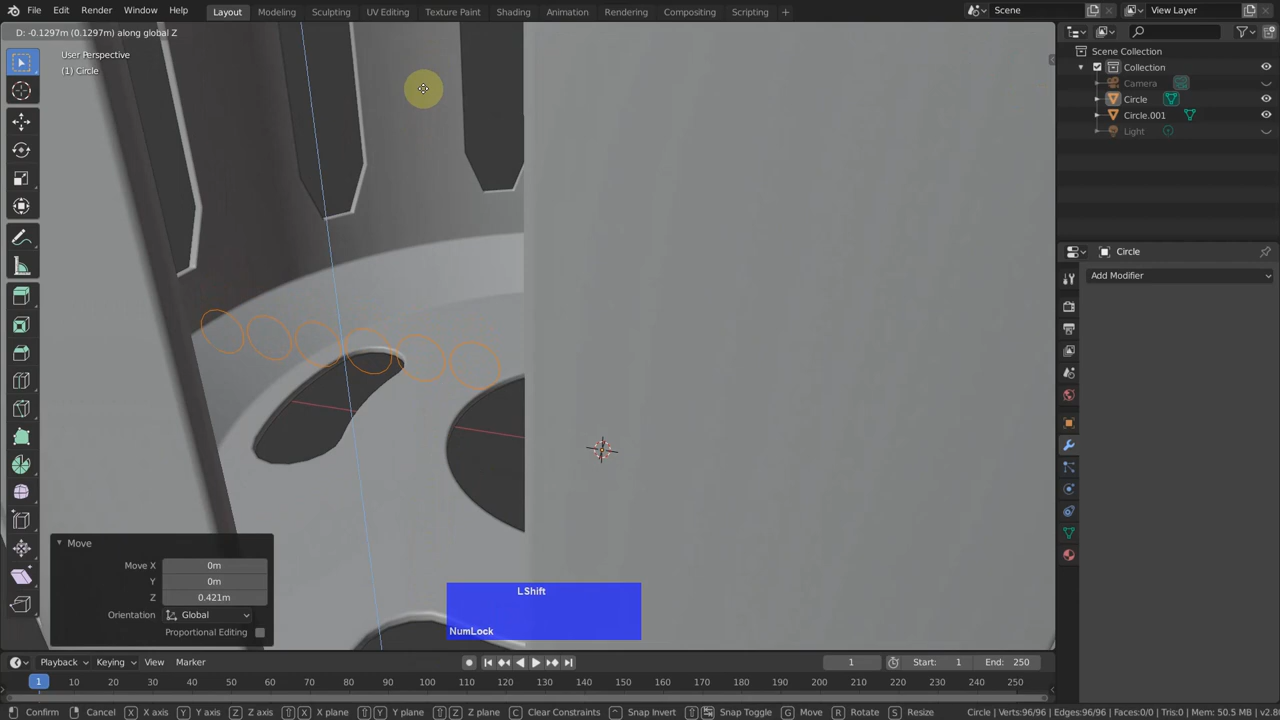 File Edit Render Window Help Layout Modeling Sculpting UV Editing Texture Paint Shading Animation Rendering Compositing Scripting + Scene View Layer
D: -0.1297m (0.1297m) along global Z
User Perspective
(1) Circle
Scene Collection
Collection
Camera
Circle
Circle.001
Light
Circle
Add Modifier
Move
Move X 0m
Y 0m
Z 0.421m
Orientation Global
Proportional Editing
LShift
NumLock
Playback Keying View Marker 1 Start: 1 End: 250
1 10 20 30 40 50 60 70 80 90 100 110 120 130 140 150 160 170 180 190 200 210 220 230 240 250
Confirm Cancel X X axis Y Y axis Z Z axis X X plane Y Y plane Z Z plane C Clear Constraints Snap Invert Snap Toggle G Move R Rotate S Resize Circle | Verts:96/96 | Edges:96/96 | Faces:0/0 | Tris:0 | Mem: 50.5 MB | v2.8